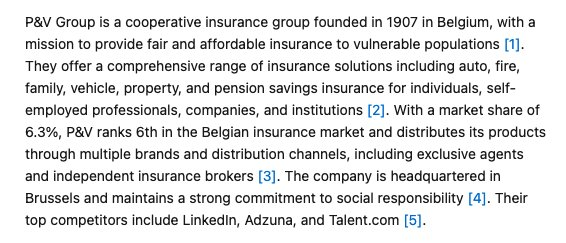 P&V Group is a cooperative insurance group founded in 1907 in Belgium, with a
mission to provide fair and affordable insurance to vulnerable populations [1].
They offer a comprehensive range of insurance solutions including auto, fire,
family, vehicle, property, and pension savings insurance for individuals, self-
employed professionals, companies, and institutions [2]. With a market share of
6.3%, P&V ranks 6th in the Belgian insurance market and distributes its products
through multiple brands and distribution channels, including exclusive agents
and independent insurance brokers [3]. The company is headquartered in
Brussels and maintains a strong commitment to social responsibility [4]. Their
top competitors include LinkedIn, Adzuna, and Talent.com [5].